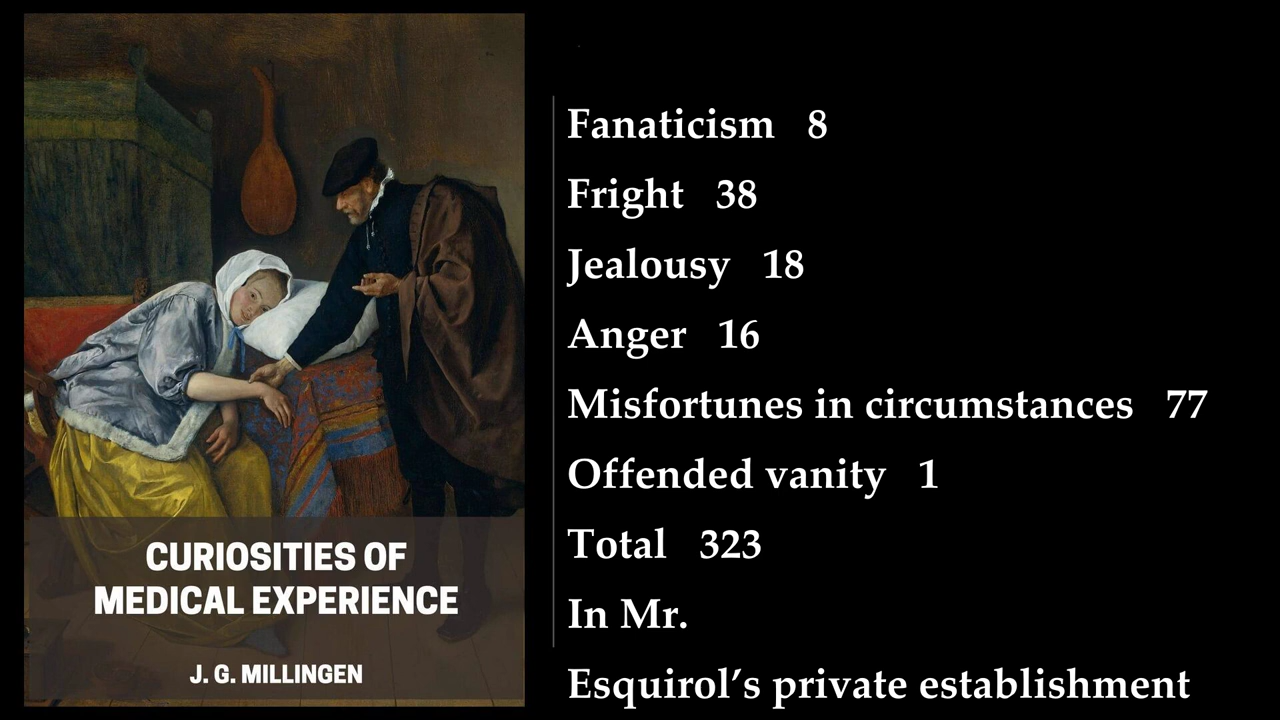 CURIOSITIES OF
MEDICAL EXPERIENCE
J. G. MILLINGEN
Fanaticism 8
Fright 38
Jealousy 18
Anger 16
Misfortunes in circumstances 77
Offended vanity 1
Total 323
In Mr.
Esquirol’s private establishment